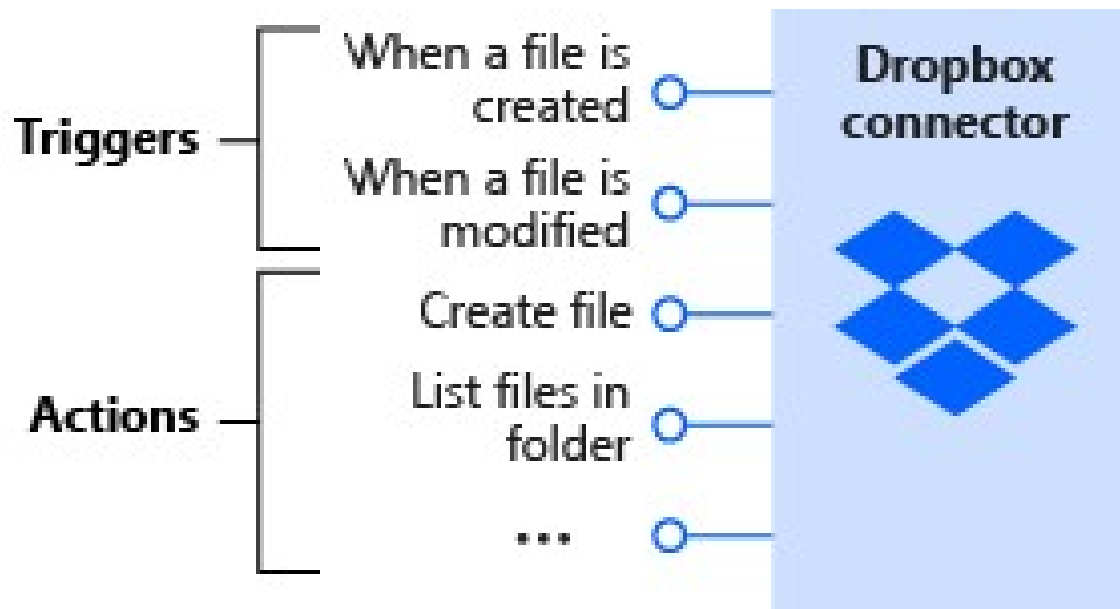 Triggers
When a file is
created
When a file is
modified
Actions
Create file
List files in
folder
...
Dropbox
connector